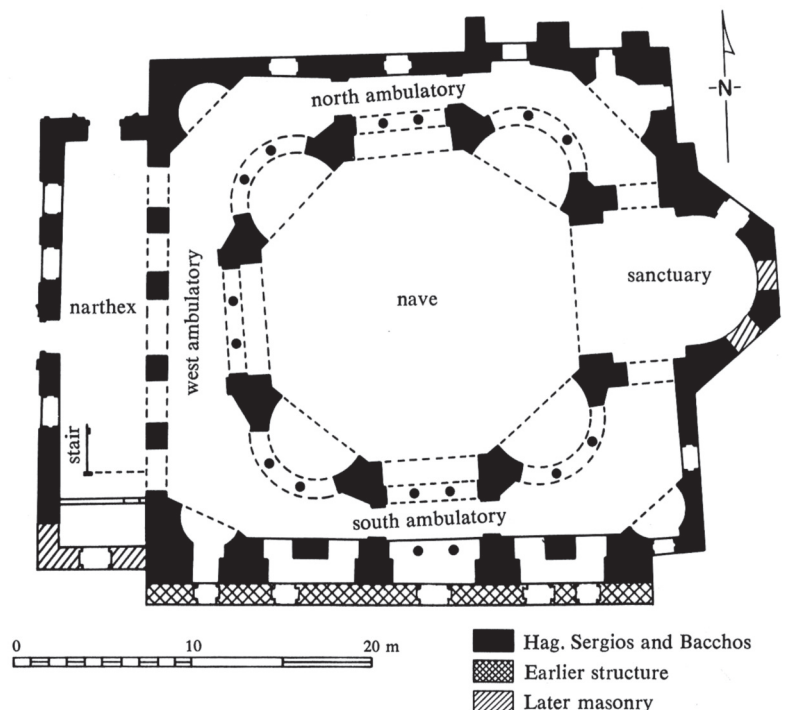 north ambulatory
-N-
sanctuary
nave
west ambulatory
narthex
stair
south ambulatory
0 10 20 m
Hag. Sergios and Bacchos
Earlier structure
Later masonry